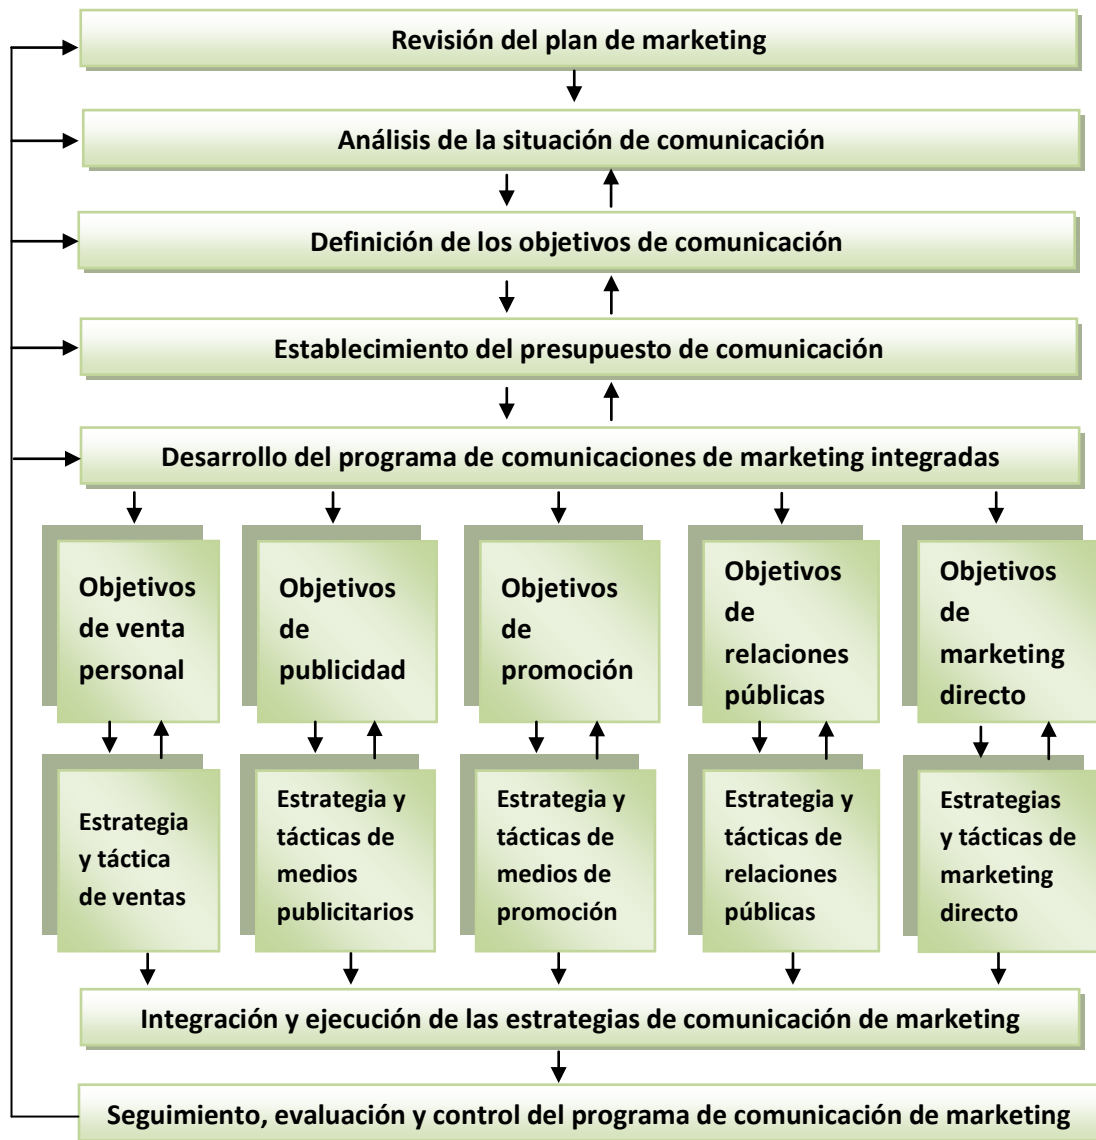 Revisión del plan de marketing
Análisis de la situación de comunicación
Definición de los objetivos de comunicación
Establecimiento del presupuesto de comunicación
Desarrollo del programa de comunicaciones de marketing integradas
Objetivos
de venta
personal
Objetivos
de
publicidad
Objetivos
de
promoción
Objetivos
de
relaciones
públicas
Objetivos
de
marketing
directo
Estrategia
y táctica
de ventas
Estrategia y
tácticas de
medios
publicitarios
Estrategia y
tácticas de
medios de
promoción
Estrategia y
tácticas de
relaciones
públicas
Estrategias
y tácticas de
marketing
directo
Integración y ejecución de las estrategias de comunicación de marketing
Seguimiento, evaluación y control del programa de comunicación de marketing